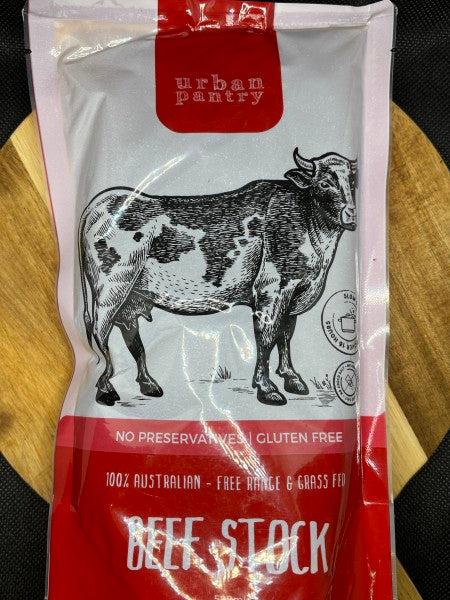 urban
pantry
NO PRESERVATIVES | GLUTEN FREE
100% AUSTRALIAN - FREE RANGE & GRASS FED
BEEF STOCK